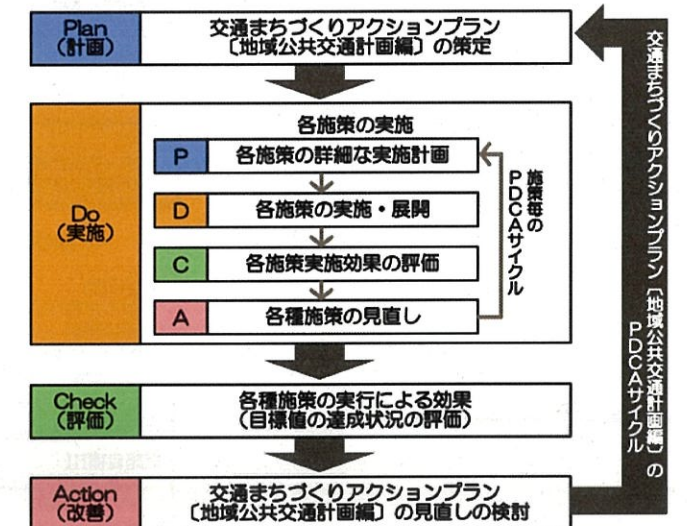 Plan
(計画)
交通まちづくりアクションプラン
〔地域公共交通計画編〕の策定
Do
(実施)
各施策の実施
P
各施策の詳細な実施計画
D
各施策の実施・展開
C
各施策実施効果の評価
A
各種施策の見直し
施策毎の
PDCAサイクル
Check
(評価)
各種施策の実行による効果
(目標値の達成状況の評価)
Action
(改善)
交通まちづくりアクションプラン
〔地域公共交通計画編〕の見直しの検討
交通まちづくりアクションプラン〔地域公共交通計画編〕の
PDCAサイクル